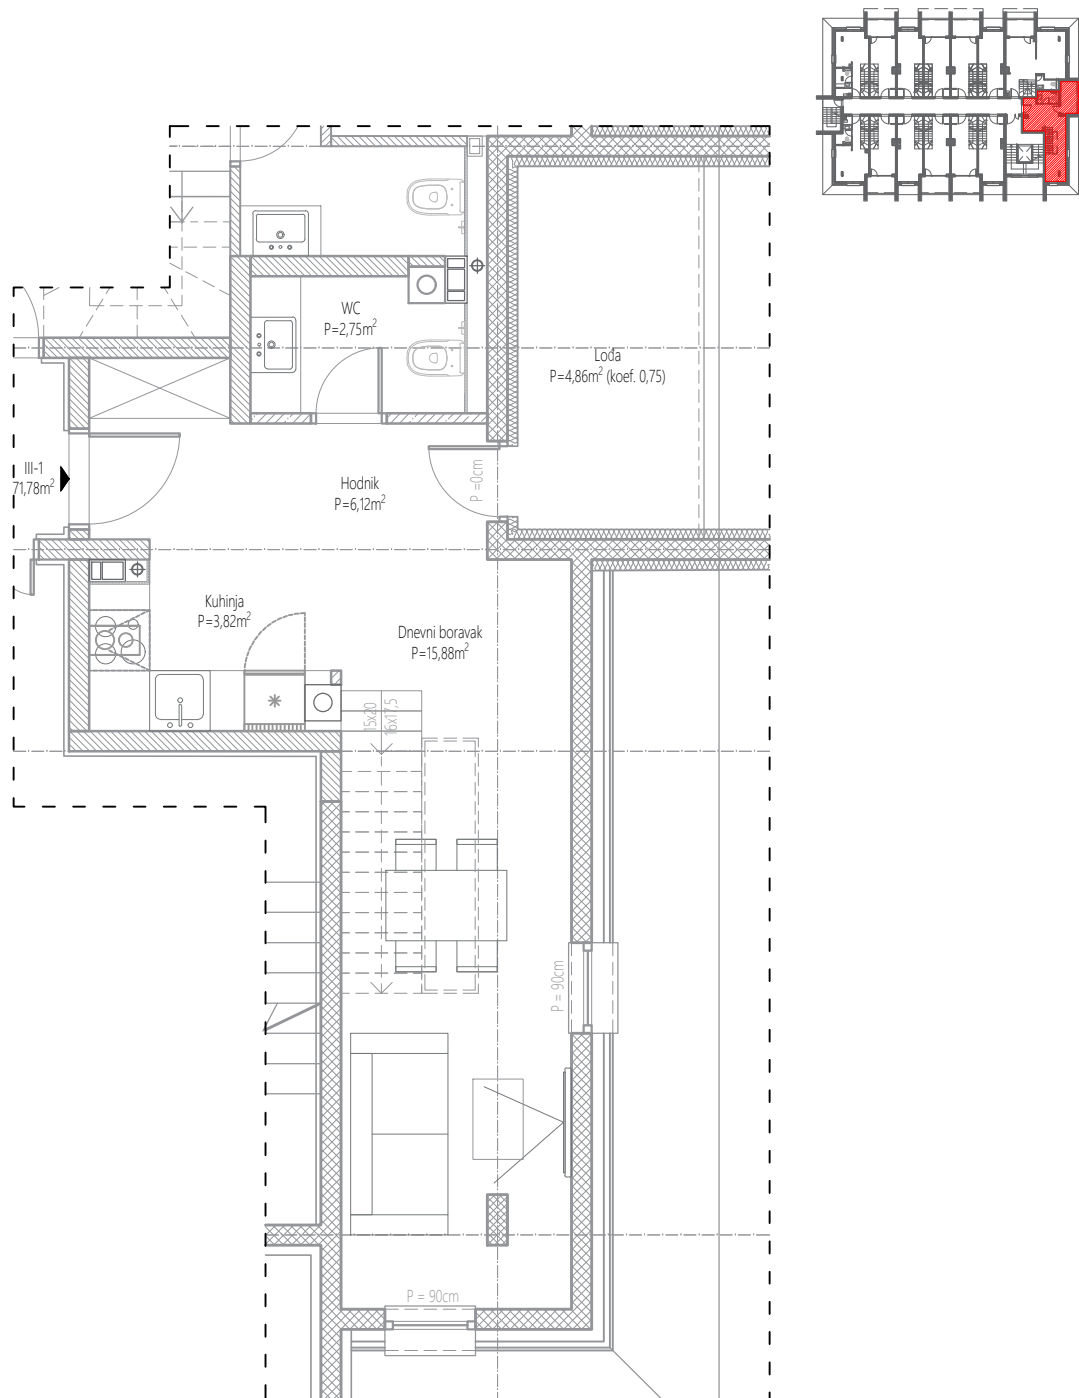 WC
P=2,75m²
Lođa
P=4,86m² (koef. 0,75)
III-1
71,78m²
Hodnik
P=6,12m²
P =0cm
Kuhinja
P=3,82m²
Dnevni boravak
P=15,88m²
15x20
16x17,5
P = 90cm
P = 90cm